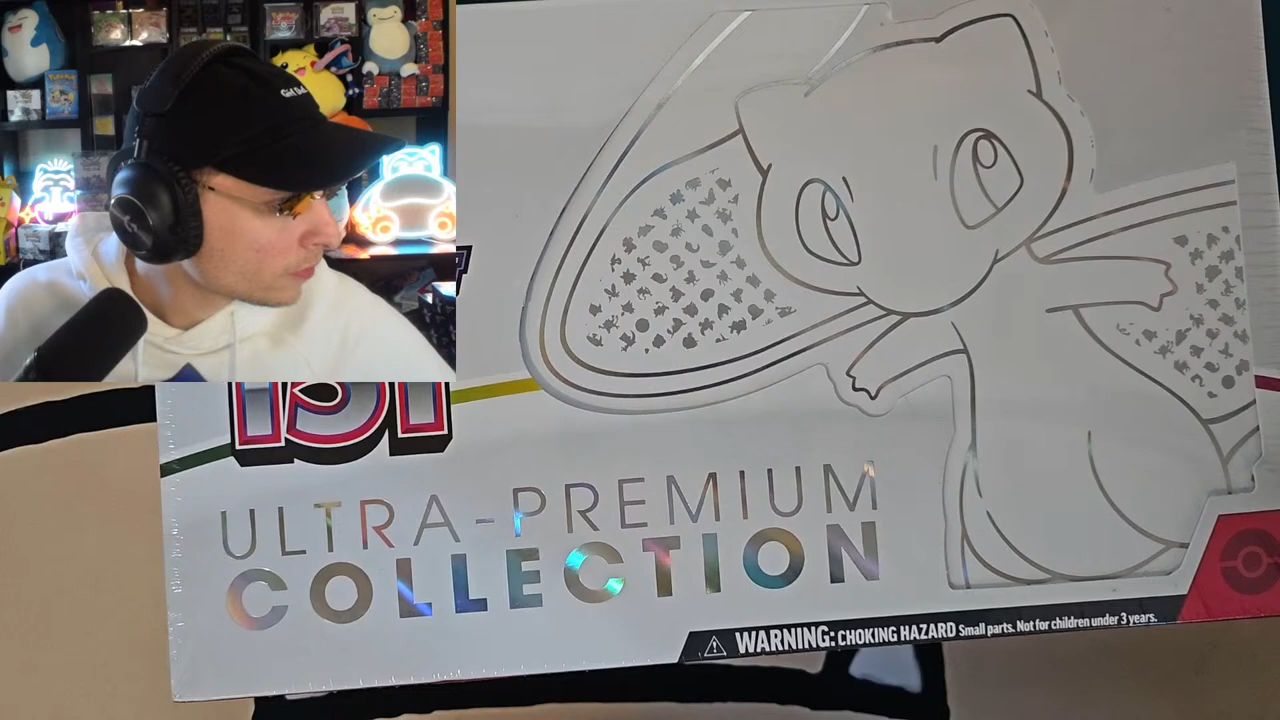 151
ULTRA-PREMIUM
COLLECTION
WARNING: CHOKING HAZARD Small parts. Not for children under 3 years.